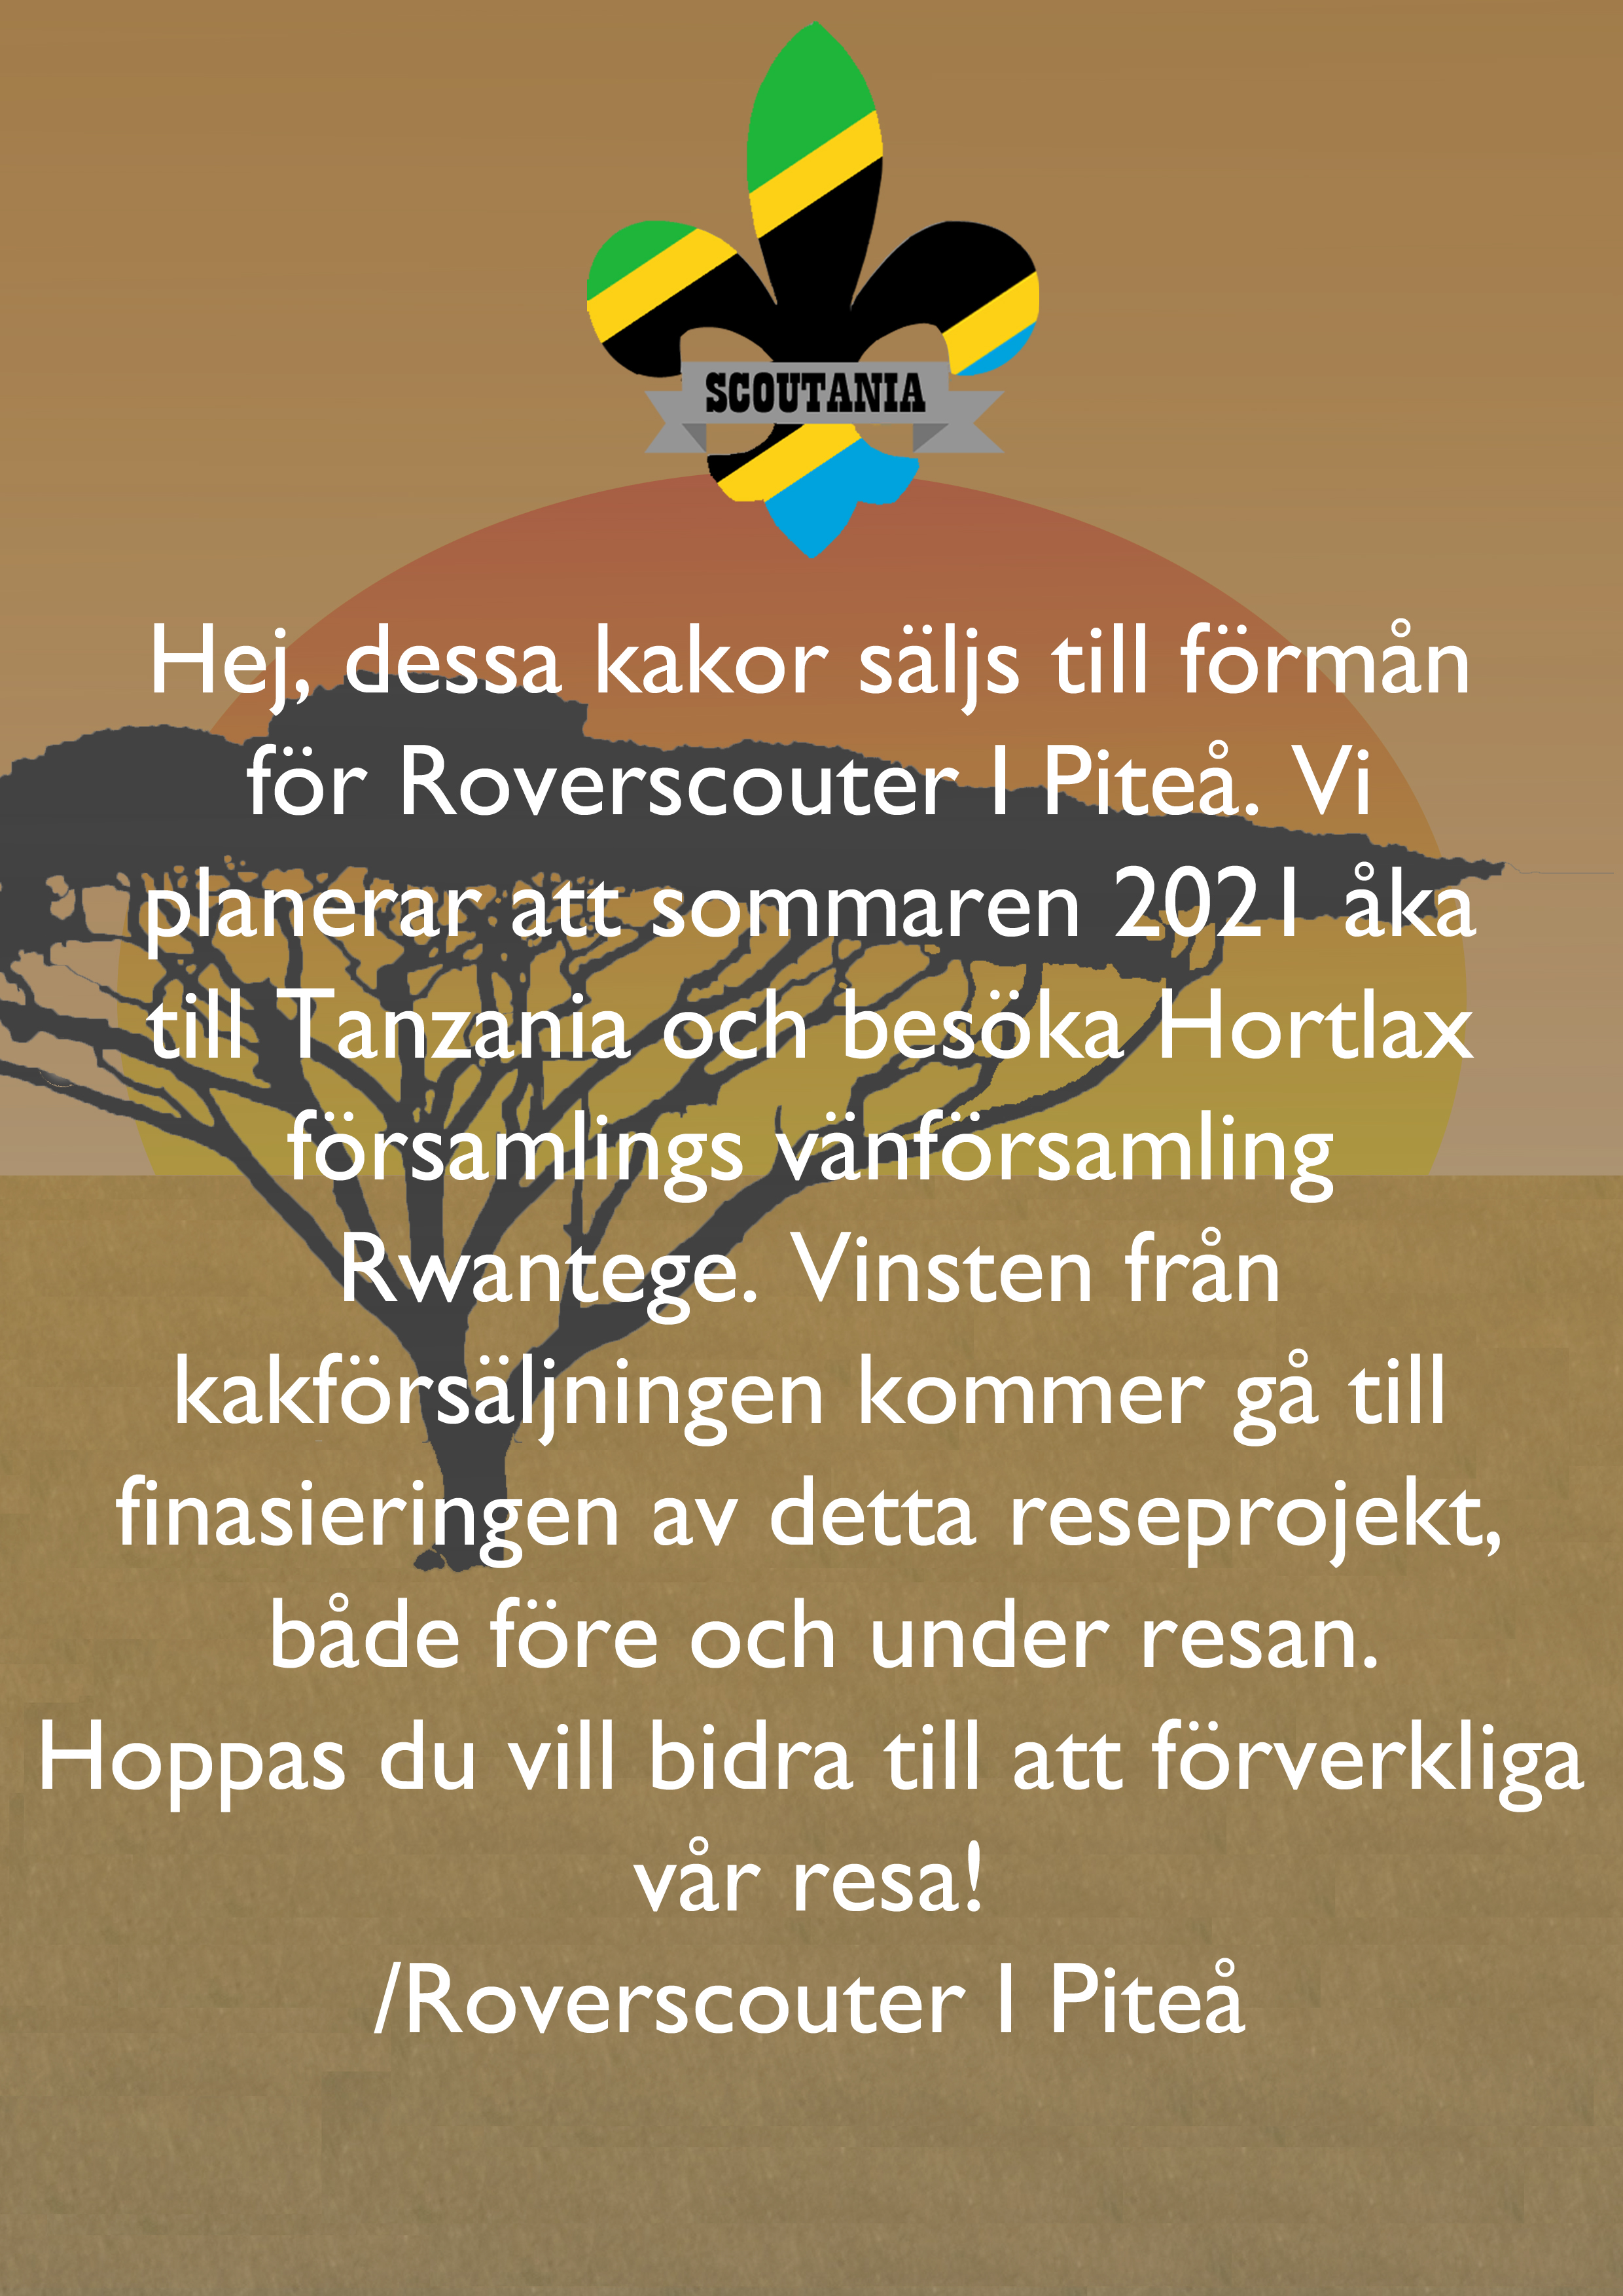 SCOUTANIA
Hej, dessa kakor säljs till förmån
för Roverscouter I Piteå. Vi
planerar att sommaren 2021 åka
till Tanzania och besöka Hortlax
församlings vänförsamling
Rwantege. Vinsten från
kakförsäljningen kommer gå till
finasieringen av detta reseprojekt,
både före och under resan.
Hoppas du vill bidra till att förverkliga
vår resa!
/Roverscouter I Piteå